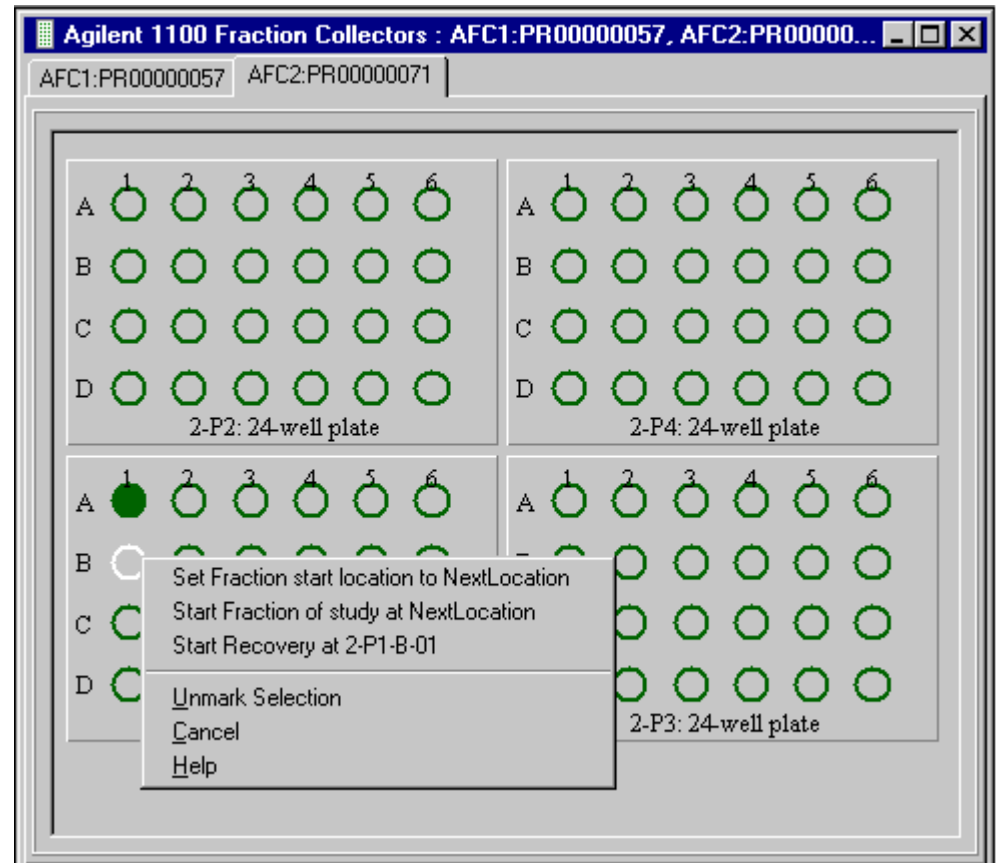 Agilent 1100 Fraction Collectors : AFC1:PR00000057, AFC2:PR00000...
AFC1:PR00000057 AFC2:PR00000071
1 2 3 4 5 6
A
B
C
D
2-P2: 24-well plate
1 2 3 4 5 6
A
B
C
D
2-P4: 24-well plate
1 2 3 4 5 6
A
B
C
D
1 2 3 4 5 6
A
2-P3: 24-well plate
Set Fraction start location to NextLocation
Start Fraction of study at NextLocation
Start Recovery at 2-P1-B-01
Unmark Selection
Cancel
Help